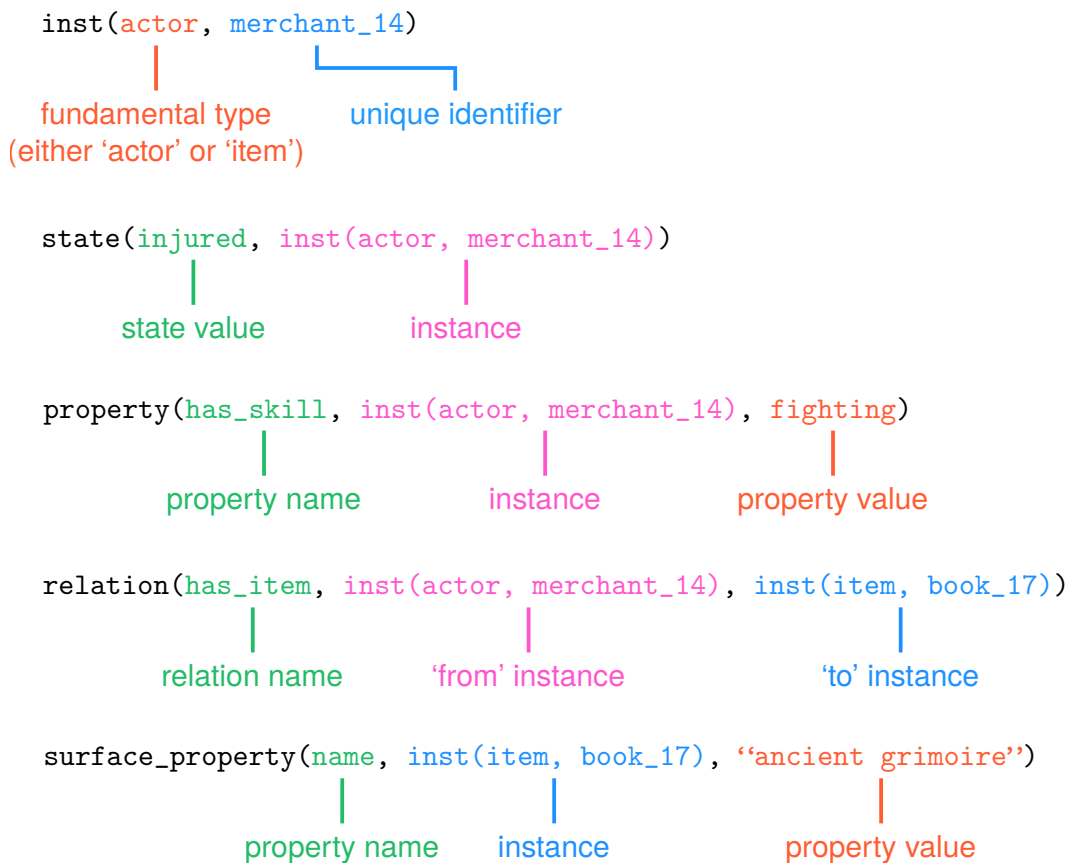 inst(actor, merchant_14)
fundamental type unique identifier
(either ‘actor’ or ‘item’)
state(injured, inst(actor, merchant_14))
state value instance
property(has_skill, inst(actor, merchant_14), fighting)
property name instance property value
relation(has_item, inst(actor, merchant_14), inst(item, book_17))
relation name ‘from’ instance ‘to’ instance
surface_property(name, inst(item, book_17), “ancient grimoire”)
property name instance property value